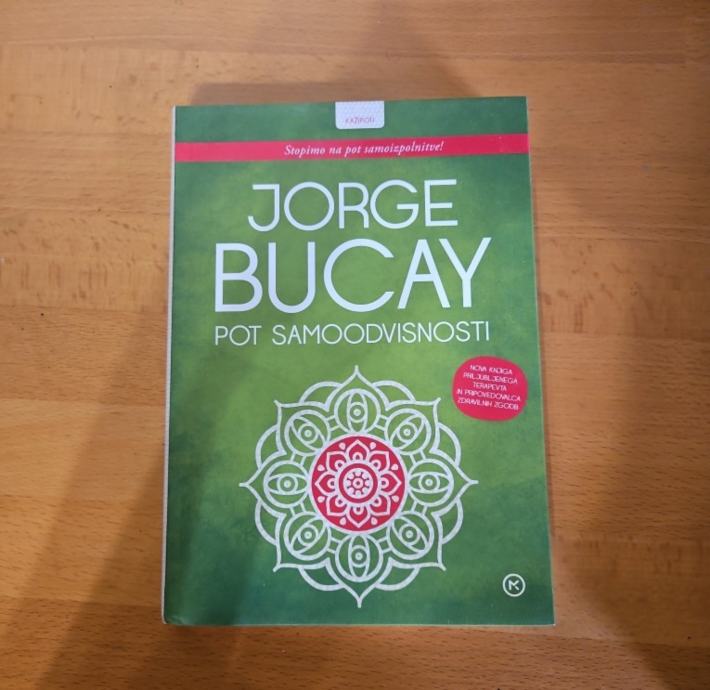 KAŽIPOTI
Stopimo na pot samoizpolnitve!
JORGE
BUCAY
POT SAMOODVISNOSTI
NOVA KNJIGA
PRILJUBLJENEGA
TERAPEVTA
IN PRIPOVEDOVALCA
ZDRAVILNIH ZGODB